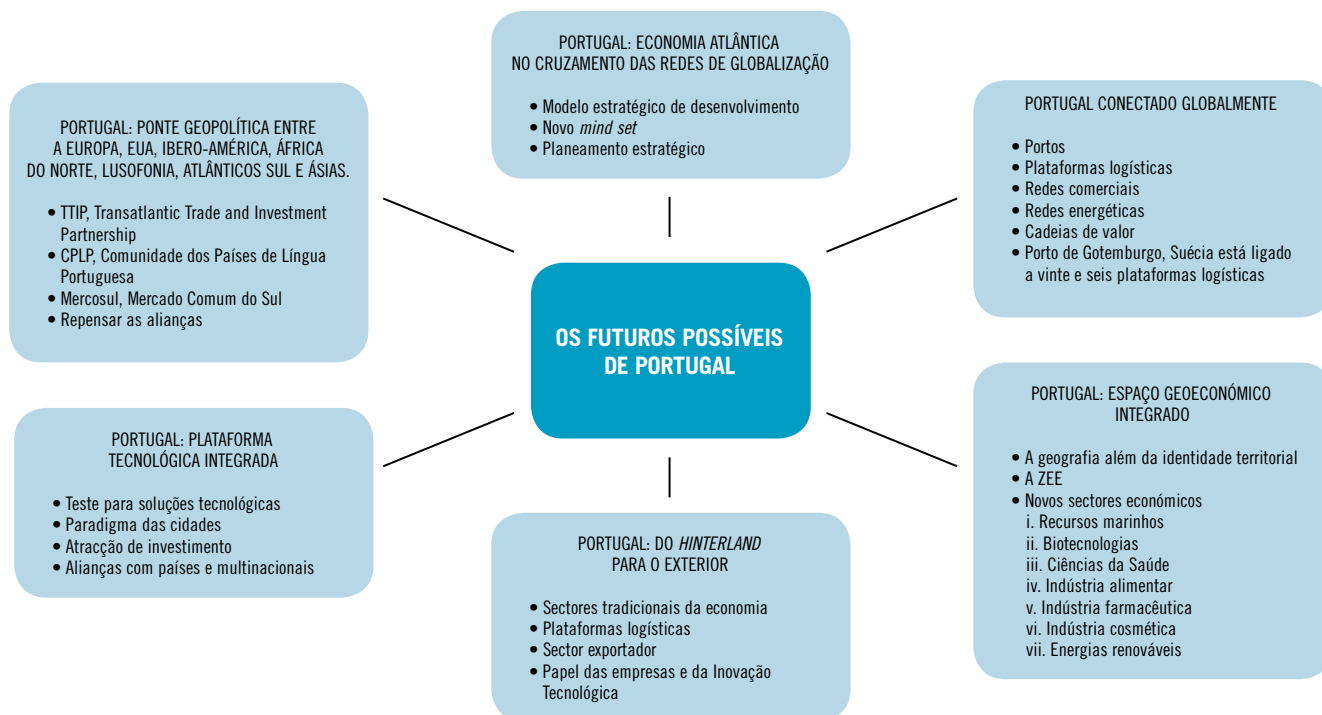 PORTUGAL: ECONOMIA ATLÂNTICA
NO CRUZAMENTO DAS REDES DE GLOBALIZAÇÃO
• Modelo estratégico de desenvolvimento
• Novo mind set
• Planeamento estratégico
PORTUGAL: PONTE GEOPOLÍTICA ENTRE
A EUROPA, EUA, IBERO-AMÉRICA, ÁFRICA
DO NORTE, LUSOFONIA, ATLÂNTICOS SUL E ÁSIAS.
• TTIP, Transatlantic Trade and Investment
Partnership
• CPLP, Comunidade dos Países de Língua
Portuguesa
• Mercosul, Mercado Comum do Sul
• Repensar as alianças
PORTUGAL CONECTADO GLOBALMENTE
• Portos
• Plataformas logísticas
• Redes comerciais
• Redes energéticas
• Cadeias de valor
• Porto de Gotemburgo, Suécia está ligado
a vinte e seis plataformas logísticas
OS FUTUROS POSSÍVEIS
DE PORTUGAL
PORTUGAL: PLATAFORMA
TECNOLÓGICA INTEGRADA
• Teste para soluções tecnológicas
• Paradigma das cidades
• Atracção de investimento
• Alianças com países e multinacionais
PORTUGAL: DO HINTERLAND
PARA O EXTERIOR
• Sectores tradicionais da economia
• Plataformas logísticas
• Sector exportador
• Papel das empresas e da Inovação
Tecnológica
PORTUGAL: ESPAÇO GEOECONÓMICO
INTEGRADO
• A geografia além da identidade territorial
• A ZEE
• Novos sectores económicos
i. Recursos marinhos
ii. Biotecnologias
iii. Ciências da Saúde
iv. Indústria alimentar
v. Indústria farmacêutica
vi. Indústria cosmética
vii. Energias renováveis